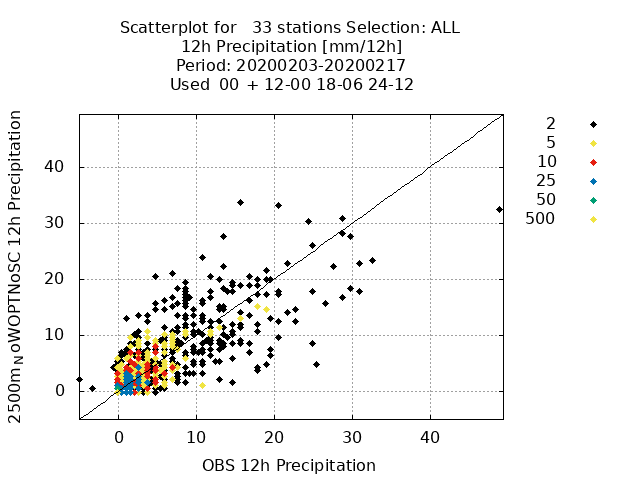 Scatterplot for   33 stations Selection: ALL
12h Precipitation [mm/12h]
Period: 20200203-20200217
Used  00 + 12-00 18-06 24-12
2500m_NoWOPTNoSC 12h Precipitation
40
30
20
10
0
0 10 20 30 40
OBS 12h Precipitation
2
5
10
25
50
500